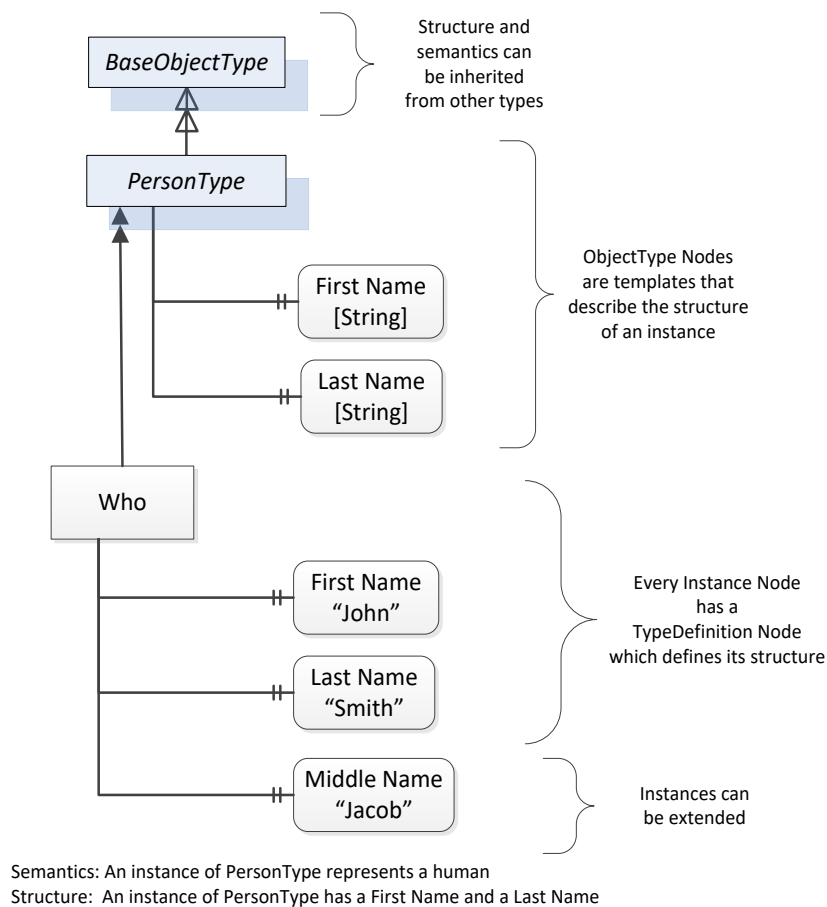 BaseObjectType
Structure and
semantics can
be inherited
from other types
PersonType
First Name
[String]
Last Name
[String]
ObjectType Nodes
are templates that
describe the structure
of an instance
Who
First Name
“John”
Last Name
“Smith”
Every Instance Node
has a
TypeDefinition Node
which defines its structure
Middle Name
“Jacob”
Instances can
be extended
Semantics: An instance of PersonType represents a human
Structure:  An instance of PersonType has a First Name and a Last Name